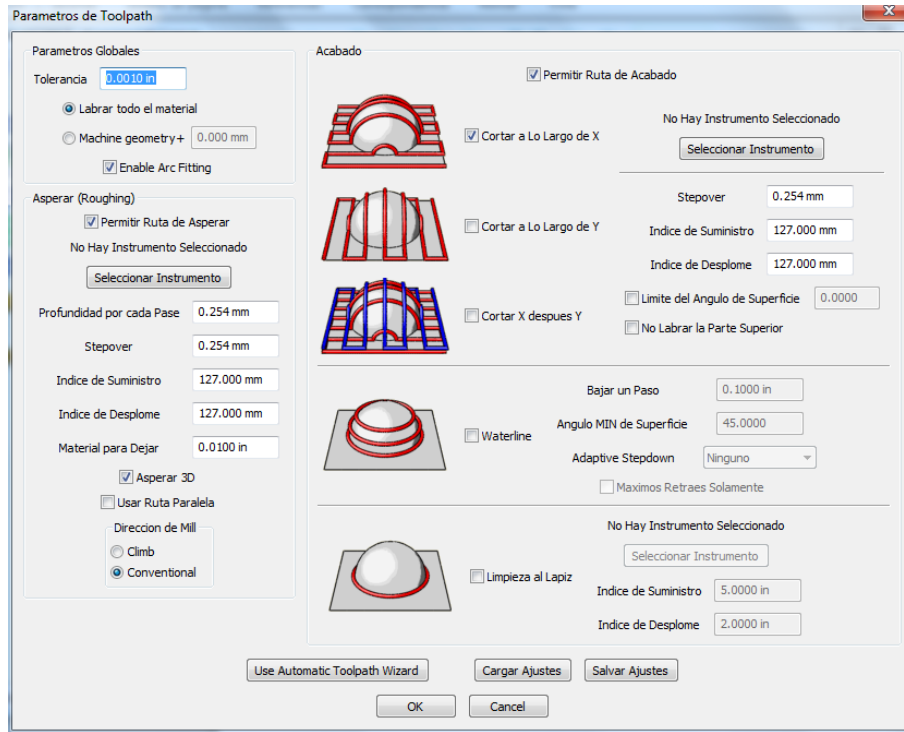 Parametros de Toolpath
Parametros Globales
Tolerancia 0.0010 in
Labrar todo el material
Machine geometry+ 0.000 mm
Enable Arc Fitting
Asperar (Roughing)
Permitir Ruta de Asperar
No Hay Instrumento Seleccionado
Seleccionar Instrumento
Profundidad por cada Pase 0.254 mm
Stepover 0.254 mm
Indice de Suministro 127.000 mm
Indice de Desplome 127.000 mm
Material para Dejar 0.0100 in
Asperar 3D
Usar Ruta Paralela
Direccion de Mill
Climb
Conventional
Acabado
Permitir Ruta de Acabado
Cortar a Lo Largo de X
Cortar a Lo Largo de Y
Cortar X despues Y
No Hay Instrumento Seleccionado
Seleccionar Instrumento
Stepover 0.254 mm
Indice de Suministro 127.000 mm
Indice de Desplome 127.000 mm
Limite del Angulo de Superficie 0.0000
No Labrar la Parte Superior
Waterline
Bajar un Paso 0.1000 in
Angulo MIN de Superficie 45.0000
Adaptive Stepdown Ninguno
Maximos Retraes Solamente
Limpieza al Lapiz
No Hay Instrumento Seleccionado
Seleccionar Instrumento
Indice de Suministro 5.0000 in
Indice de Desplome 2.0000 in
Use Automatic Toolpath Wizard Cargar Ajustes Salvar Ajustes
OK Cancel